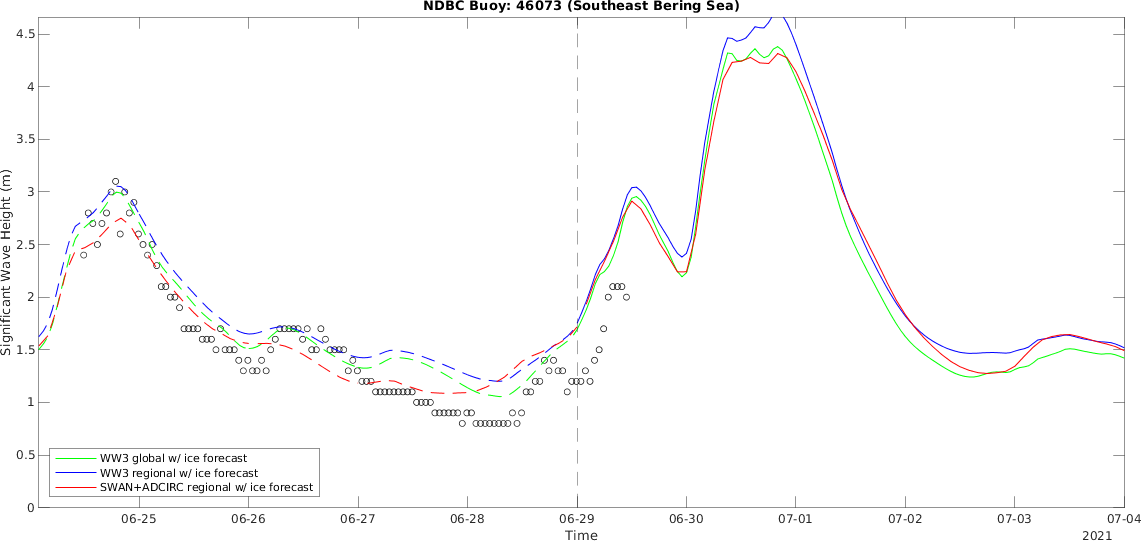 NDBC Buoy: 46073 (Southeast Bering Sea)
4.5
4
3.5
3
2.5
2
1.5
1
0.5
0
Significant Wave Height (m)
WW3 global w/ ice forecast
WW3 regional w/ ice forecast
SWAN+ADCIRC regional w/ ice forecast
06-25 06-26 06-27 06-28 06-29 06-30 07-01 07-02 07-03 07-04
Time
2021